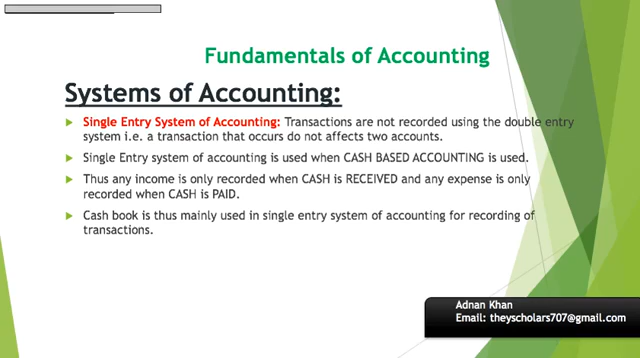 Fundamentals of Accounting
Systems of Accounting:
Single Entry System of Accounting: Transactions are not recorded using the double entry
system i.e. a transaction that occurs do not affects two accounts.
Single Entry system of accounting is used when CASH BASED ACCOUNTING is used.
Thus any income is only recorded when CASH is RECEIVED and any expense is only
recorded when CASH is PAID.
Cash book is thus mainly used in single entry system of accounting for recording of
transactions.
Adnan Khan
Email: theyscholars707@gmail.com